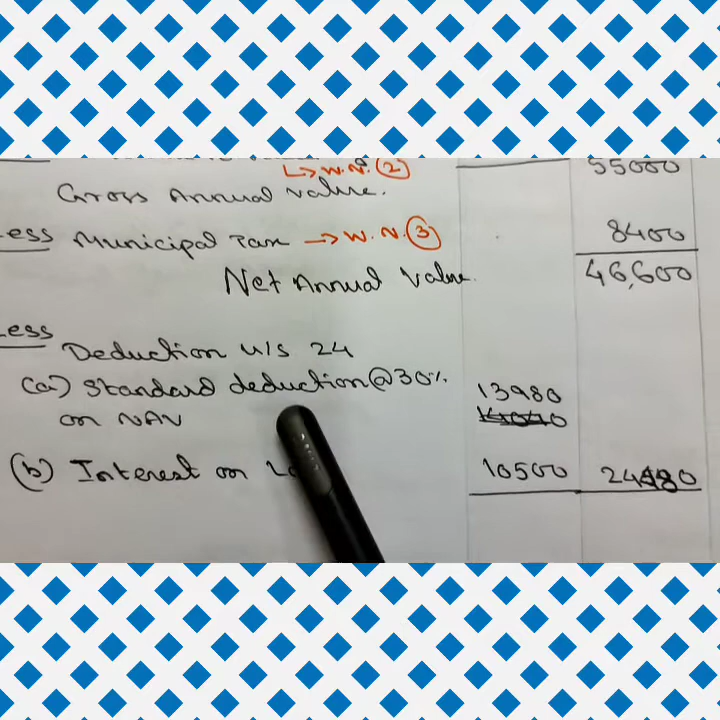 ↳ W.N. (2)
55000
Gross Annual Value.
Less Municipal Tax → W.N. (3) 8400
Net Annual Value. 46,600
Less
Deduction u/s 24
(a) Standard deduction @ 30%. 13980
on NAV
(b) Interest on 10500 24480